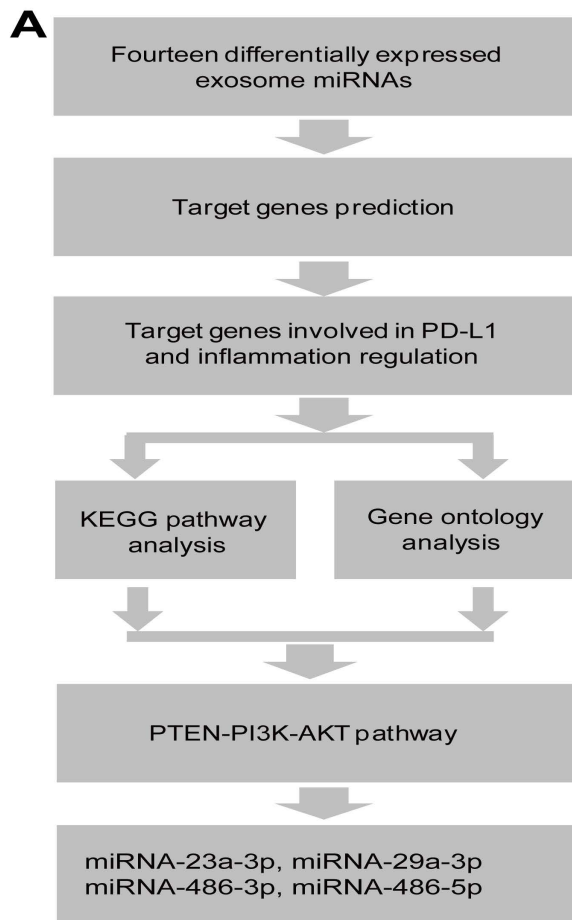 A
Fourteen differentially expressed
exosome miRNAs
Target genes prediction
Target genes involved in PD-L1
and inflammation regulation
KEGG pathway
analysis
Gene ontology
analysis
PTEN-PI3K-AKT pathway
miRNA-23a-3p, miRNA-29a-3p
miRNA-486-3p, miRNA-486-5p